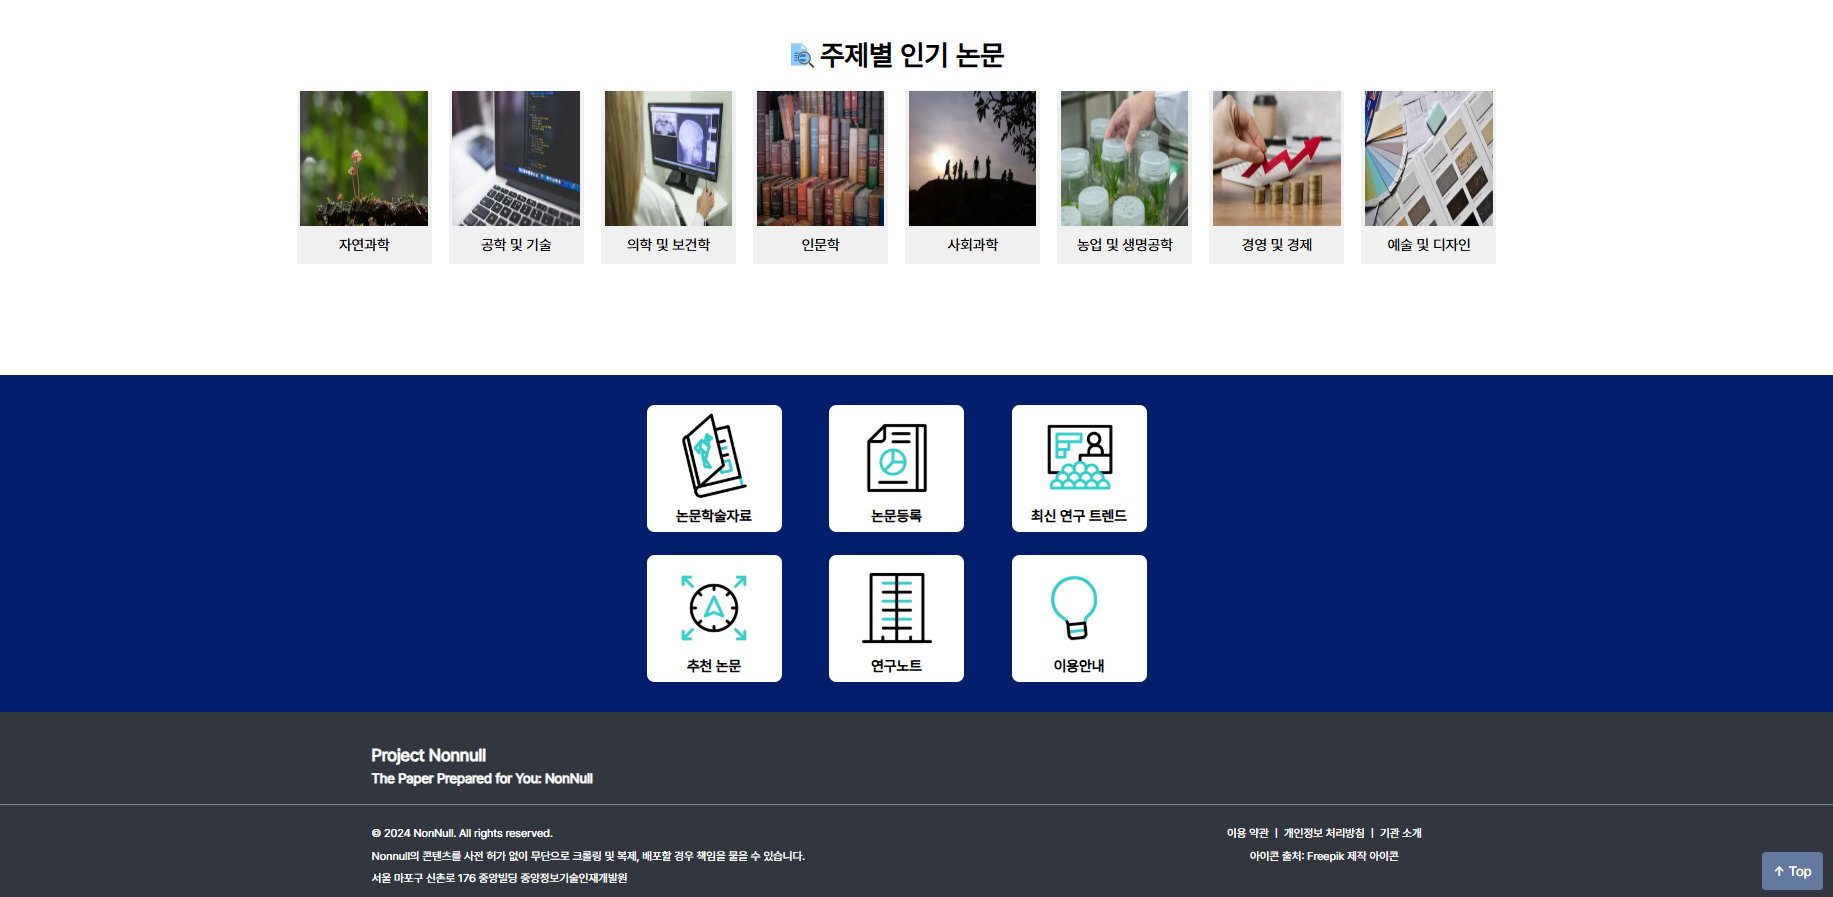 주제별 인기 논문
자연과학
공학 및 기술
의학 및 보건학
인문학
사회과학
농업 및 생명공학
경영 및 경제
예술 및 디자인
논문학술자료
논문등록
최신 연구 트렌드
추천 논문
연구노트
이용안내
Project Nonnull
The Paper Prepared for You: NonNull
© 2024 NonNull. All rights reserved.
Nonnull의 콘텐츠를 사전 허가 없이 무단으로 크롤링 및 복제, 배포할 경우 책임을 물을 수 있습니다.
서울 마포구 신촌로 176 중앙빌딩 중앙정보기술인재개발원
이용 약관 | 개인정보 처리방침 | 기관 소개
아이콘 출처: Freepik 제작 아이콘
↑ Top